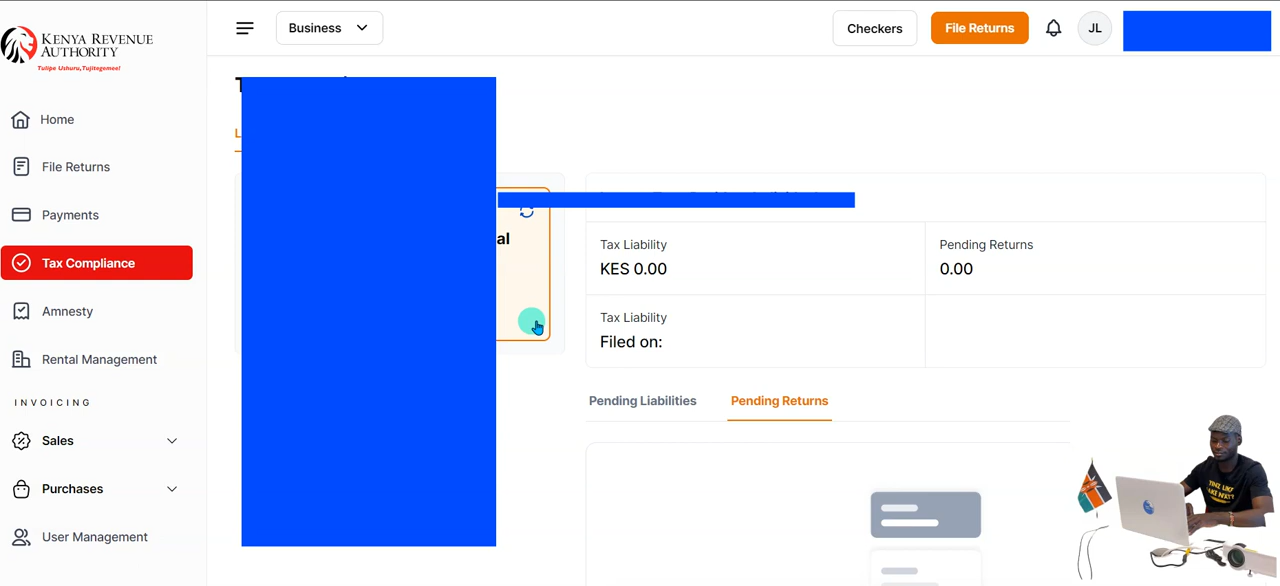 KENYA REVENUE
AUTHORITY
Tulipe Ushuru, Tujitegemee!
Business
Checkers
File Returns
JL
Home
File Returns
Payments
Tax Compliance
Amnesty
Rental Management
INVOICING
Sales
Purchases
User Management
al
Tax Liability
KES 0.00
Pending Returns
0.00
Tax Liability
Filed on:
Pending Liabilities
Pending Returns